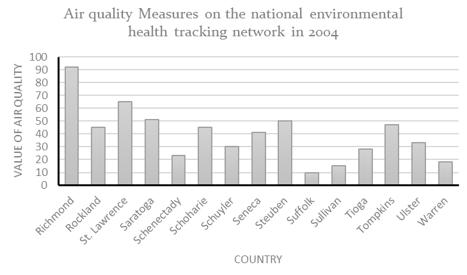 Air quality Measures on the national environmental
health tracking network in 2004
VALUE OF AIR QUALITY
100
90
80
70
60
50
40
30
20
10
0
Richmond
Rockland
St. Lawrence
Saratoga
Schenectady
Schoharie
Schuyler
Seneca
Steuben
Suffolk
Sullivan
Tioga
Tompkins
Ulster
Warren
COUNTRY